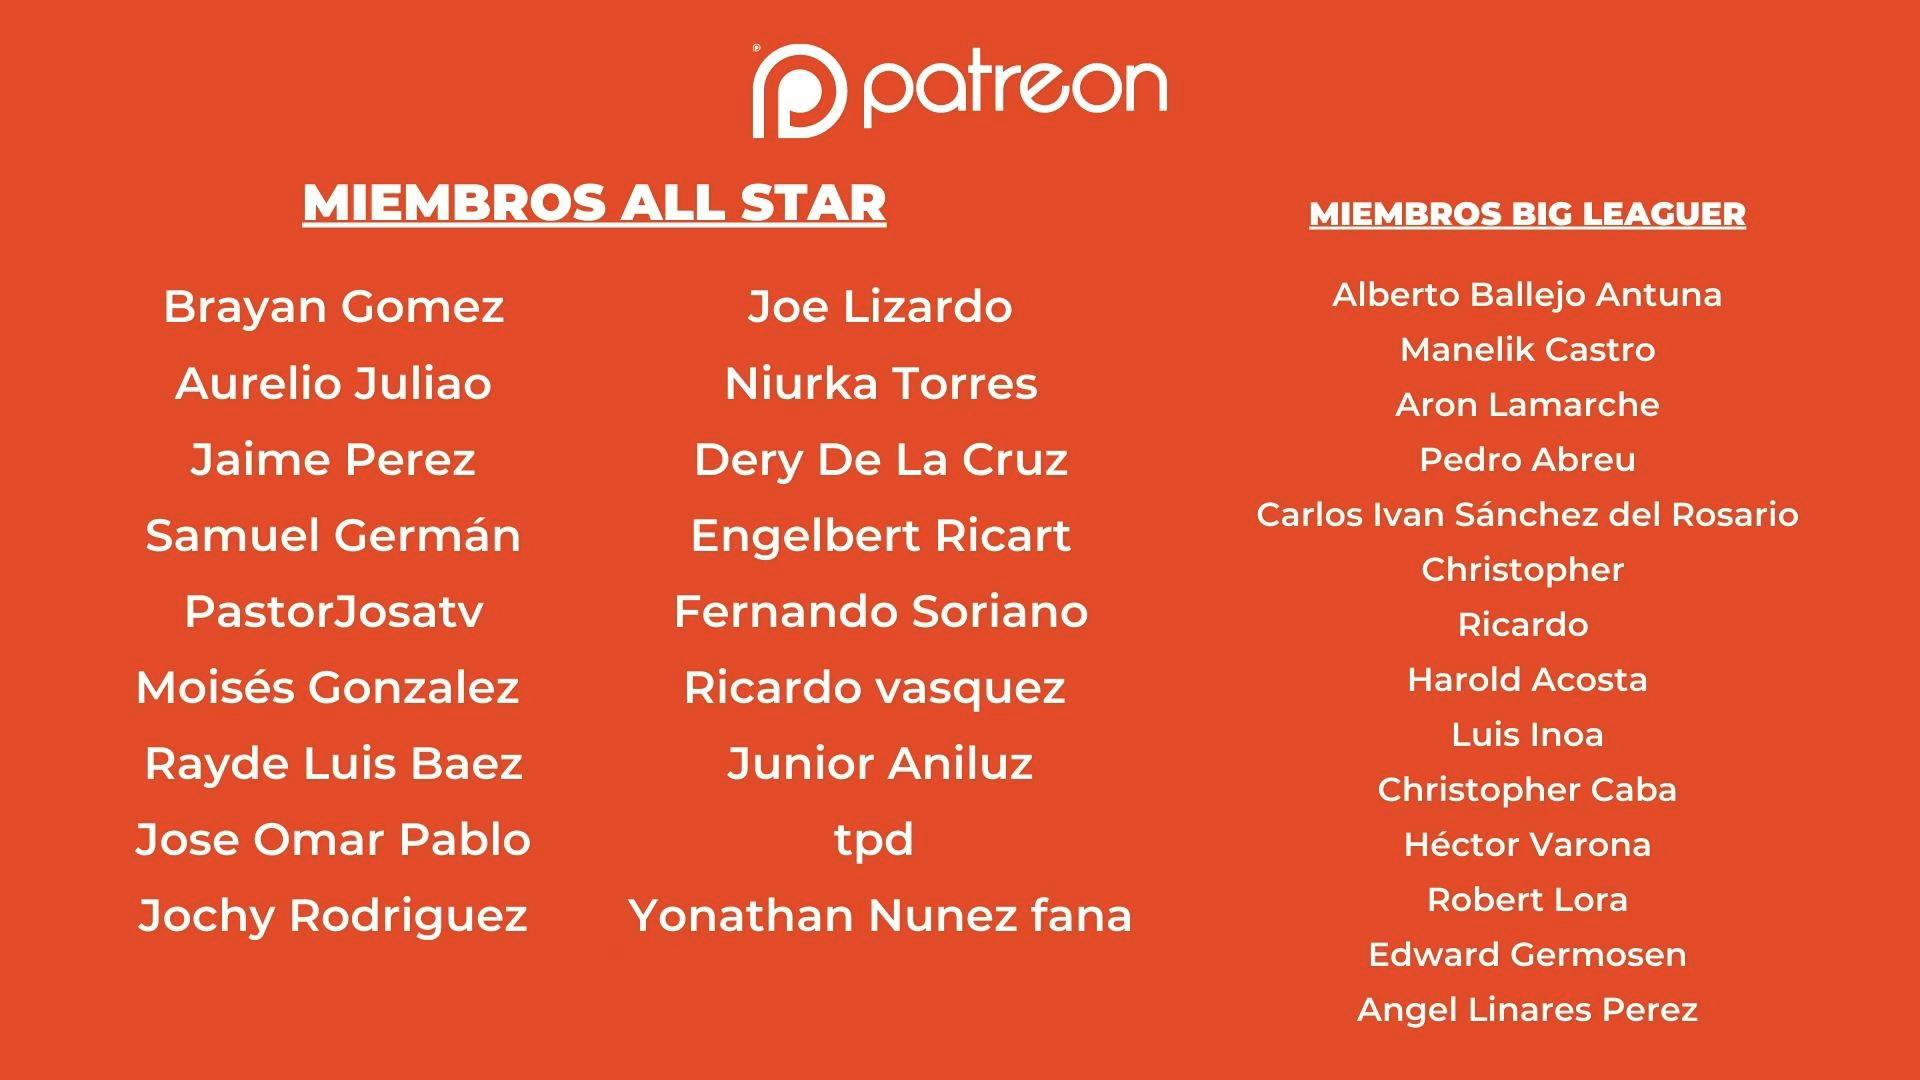 patreon
MIEMBROS ALL STAR
Brayan Gomez
Aurelio Juliao
Jaime Perez
Samuel Germán
PastorJosatv
Moisés Gonzalez
Rayde Luis Baez
Jose Omar Pablo
Jochy Rodriguez
Joe Lizardo
Niurka Torres
Dery De La Cruz
Engelbert Ricart
Fernando Soriano
Ricardo vasquez
Junior Aniluz
tpd
Yonathan Nunez fana
MIEMBROS BIG LEAGUER
Alberto Ballejo Antuna
Manelik Castro
Aron Lamarche
Pedro Abreu
Carlos Ivan Sánchez del Rosario
Christopher
Ricardo
Harold Acosta
Luis Inoa
Christopher Caba
Héctor Varona
Robert Lora
Edward Germosen
Angel Linares Perez